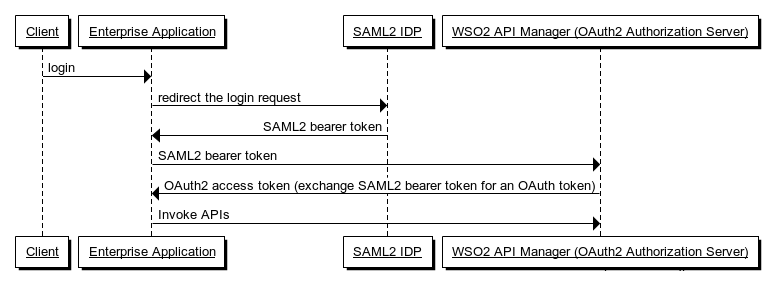 Client
Enterprise Application
SAML2 IDP
WSO2 API Manager (OAuth2 Authorization Server)
login
redirect the login request
SAML2 bearer token
SAML2 bearer token
OAuth2 access token (exchange SAML2 bearer token for an OAuth token)
Invoke APIs
Client
Enterprise Application
SAML2 IDP
WSO2 API Manager (OAuth2 Authorization Server)